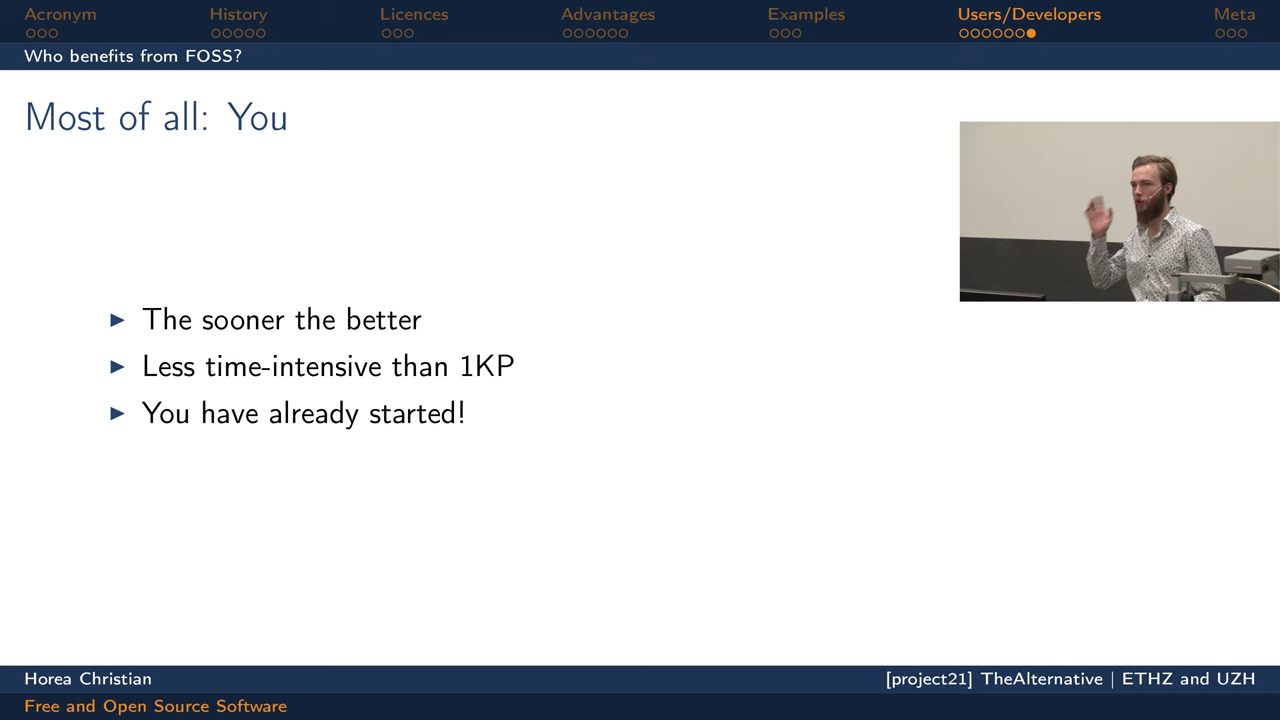 Acronym History Licences Advantages Examples Users/Developers Meta
Who benefits from FOSS?
Most of all: You
The sooner the better
Less time-intensive than 1KP
You have already started!
Horea Christian [project21] TheAlternative | ETHZ and UZH
Free and Open Source Software